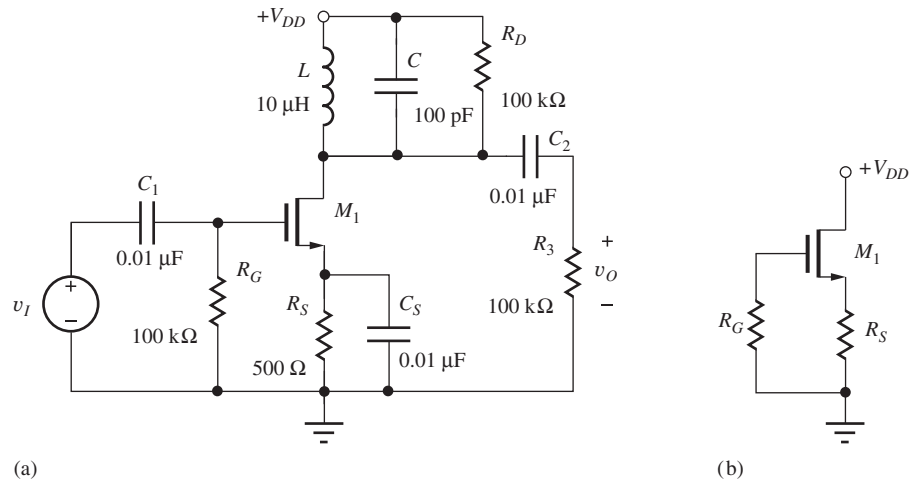 +V_DD
L
10 µH
C
100 pF
R_D
100 kΩ
C_2
0.01 µF
C_1
0.01 µF
M_1
v_I
+
−
R_G
100 kΩ
R_S
500 Ω
C_S
0.01 µF
R_3
100 kΩ
+
v_O
−
(a)
+V_DD
M_1
R_G
R_S
(b)